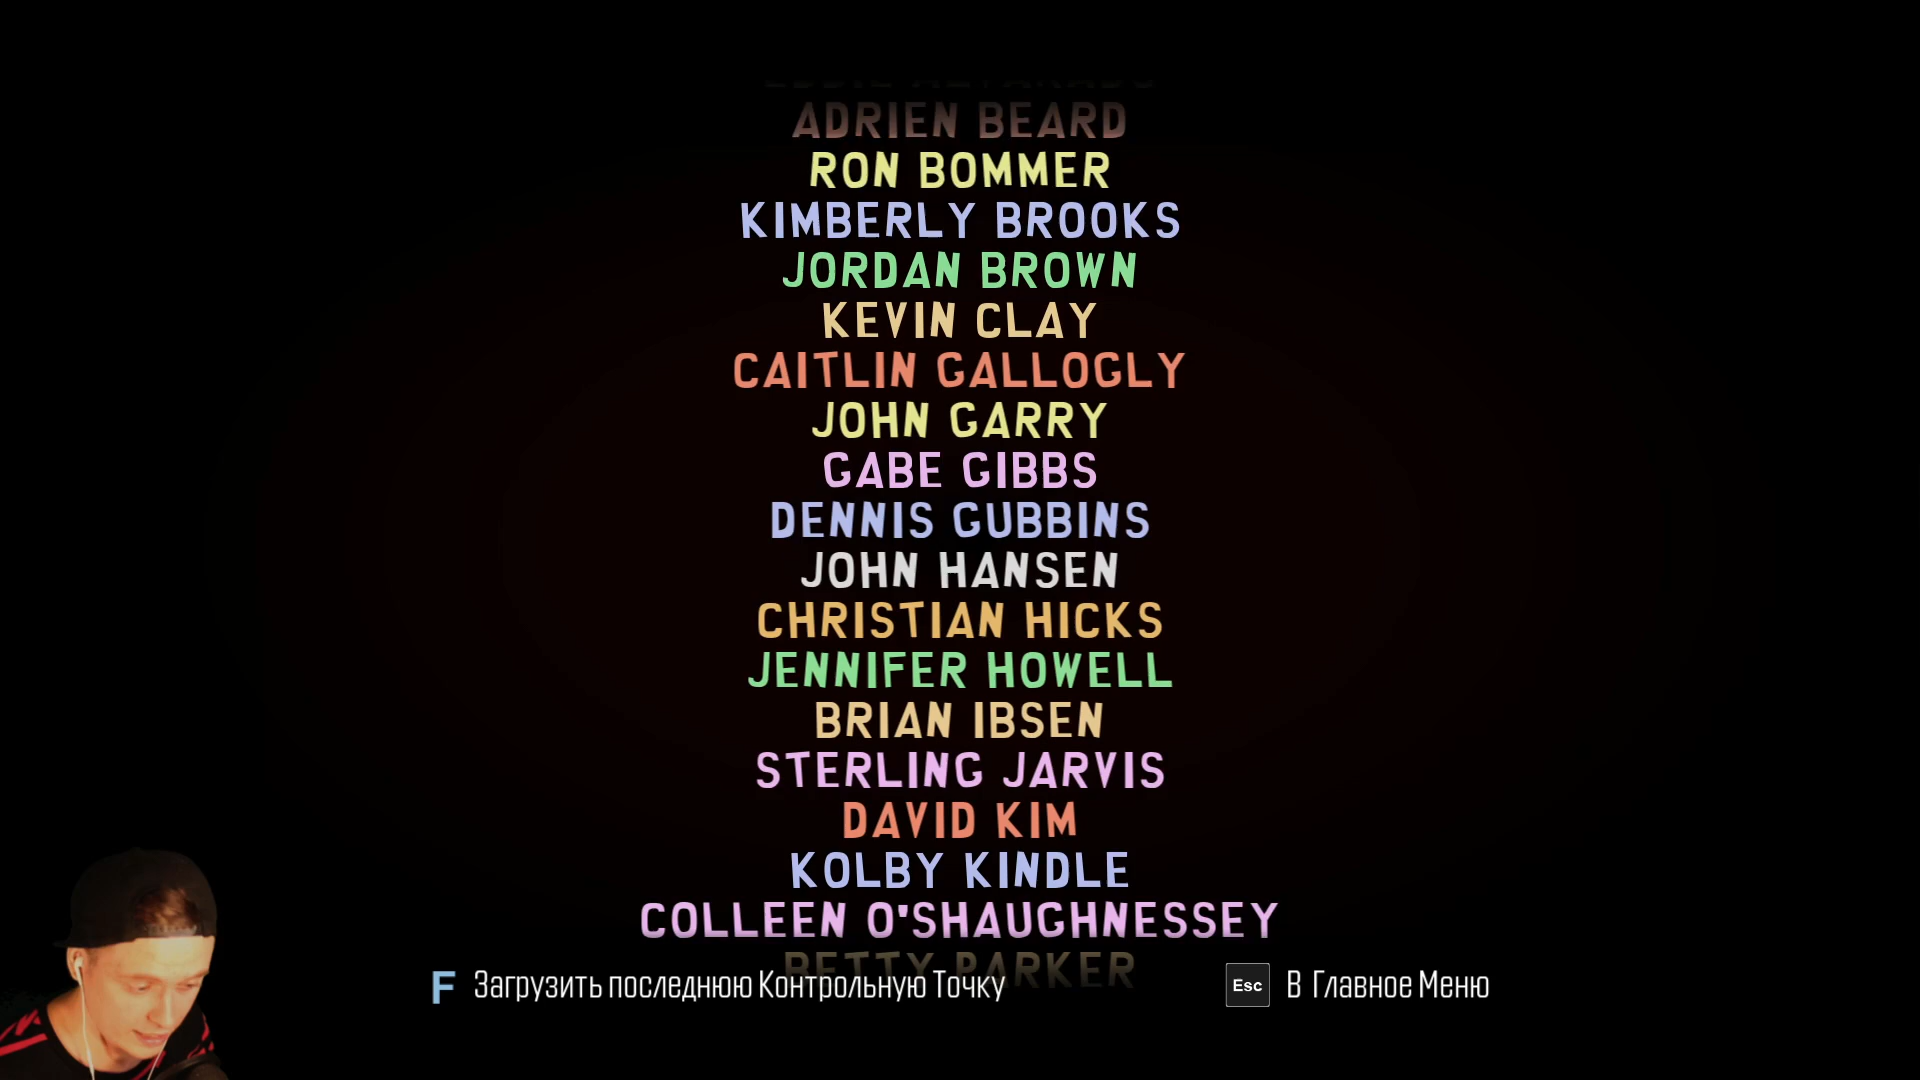 ADRIEN BEARD
RON BOMMER
KIMBERLY BROOKS
JORDAN BROWN
KEVIN CLAY
CAITLIN GALLOGLY
JOHN GARRY
GABE GIBBS
DENNIS GUBBINS
JOHN HANSEN
CHRISTIAN HICKS
JENNIFER HOWELL
BRIAN IBSEN
STERLING JARVIS
DAVID KIM
KOLBY KINDLE
COLLEEN O'SHAUGHNESSEY
BETTY PARKER
F Загрузить последнюю Контрольную Точку
Esc В Главное Меню